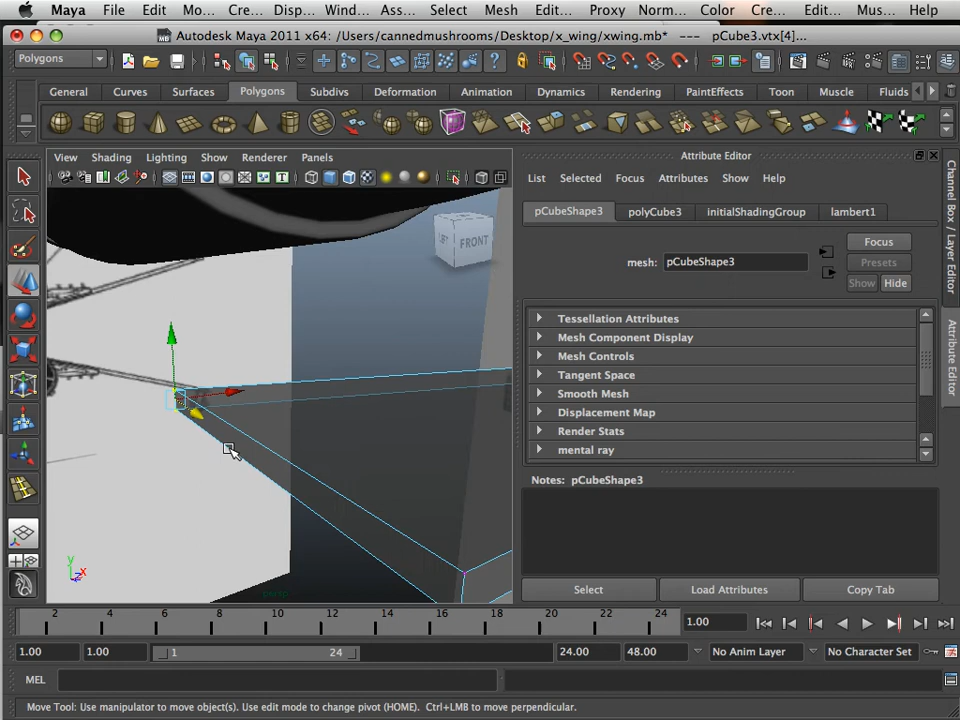 Maya File Edit Mo... Cre... Disp... W... Ass... Select Mesh Edit... Proxy Norm... Color Cre... Edit... Mus... Help
Autodesk Maya 2011 x64: /Users/cannedmushrooms/Desktop/x_wing/xwing.mb* --- pCube3.vtx[4]...
Polygons
General Curves Surfaces Polygons Subdivs Deformation Animation Dynamics Rendering PaintEffects Toon Muscle Fluids
View Shading Lighting Show Renderer Panels
FRONT
y
x
z
persp
Attribute Editor
List Selected Focus Attributes Show Help
pCubeShape3 polyCube3 initialShadingGroup lambert1
mesh: pCubeShape3
Focus
Presets
Show Hide
Tessellation Attributes
Mesh Component Display
Mesh Controls
Tangent Space
Smooth Mesh
Displacement Map
Render Stats
mental ray
Notes: pCubeShape3
Select Load Attributes Copy Tab
Channel Box / Layer Editor
Attribute Editor
2 4 6 8 10 12 14 16 18 20 22 24
1.00
1.00 1.00 1 24 24.00 48.00 No Anim Layer No Character Set
MEL
Move Tool: Use manipulator to move object(s). Use edit mode to change pivot (HOME). Ctrl+LMB to move perpendicular.